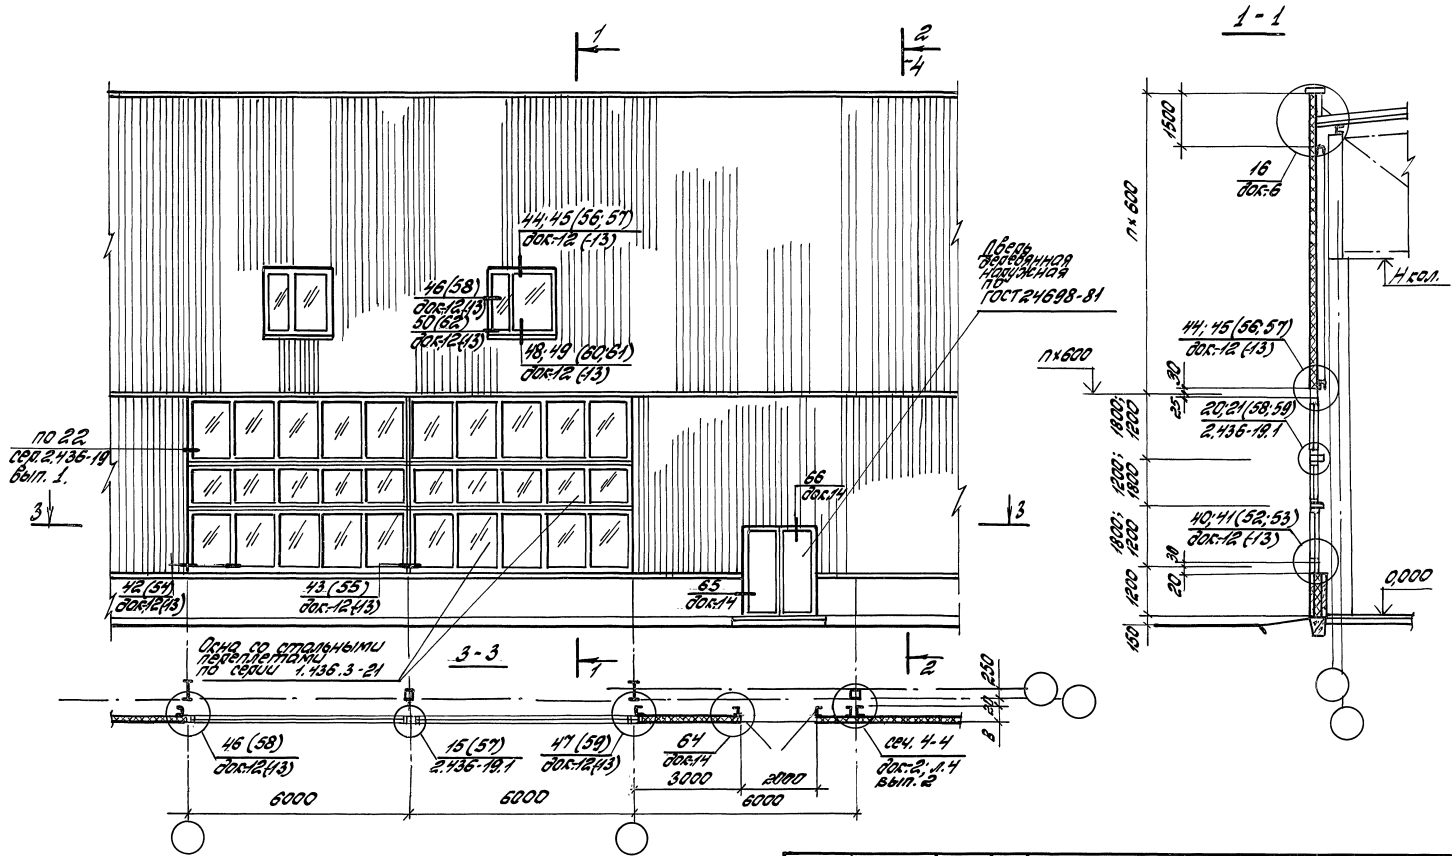 1
2
-4
1-1
1500
n×600
16
док-6
44;45(56;57)
док-12(-13)
46(58)
док-12(-13)
50(62)
док-12(-13)
48;49 (60;61)
док-12 (-13)
Дверь
деревянная
наружная
по
ГОСТ 24698-81
Н кол.
44;45(56;57)
док-12(-13)
n×600
30
25
1800;
1200
20;21(58;59)
2.436-19.1
1200;
1800
по 22
сер. 2.436-19
вып. 1.
3
66
док-14
3
40;41(52;53)
док-12(-13)
1800;
1200
30
20
1200
0,000
150
42(54)
док-12(-13)
43(55)
док-12(-13)
65
док-14
Окна со стальными
переплетами
по серии 1.436.3-21
3-3
1
2
250
20
в
46(58)
док-12(-13)
15(57)
2.436-19.1
47(59)
док-12(-13)
64
док-14
сеч. 4-4
док-2; л.4
вып. 2
3000
2000
6000
6000
6000